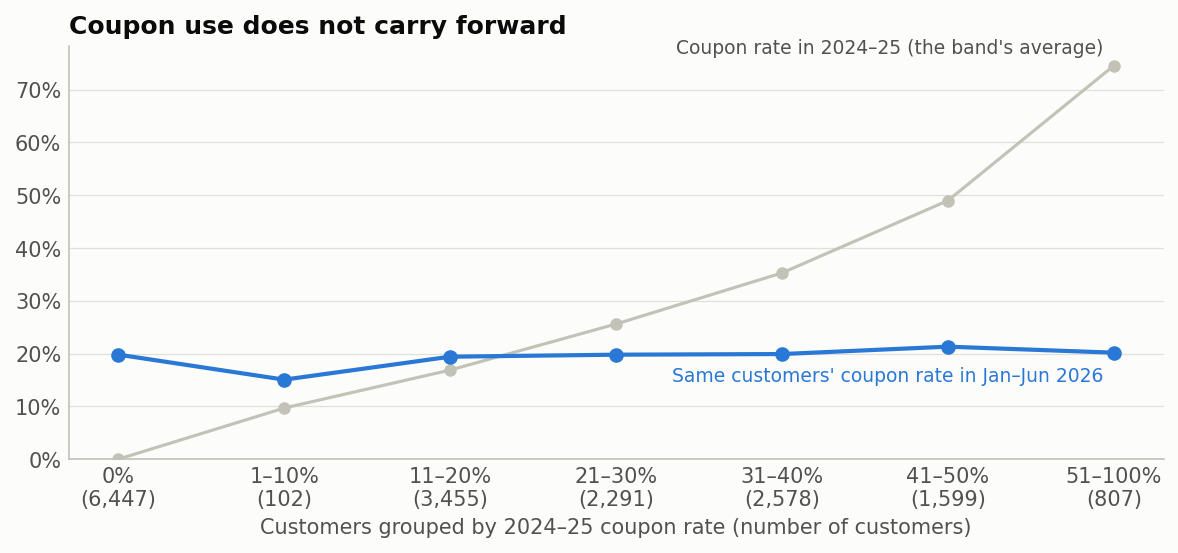 Coupon use does not carry forward
Coupon rate in 2024–25 (the band's average)
70%
60%
50%
40%
30%
20%
10%
0%
Same customers' coupon rate in Jan–Jun 2026
0% 1–10% 11–20% 21–30% 31–40% 41–50% 51–100%
(6,447) (102) (3,455) (2,291) (2,578) (1,599) (807)
Customers grouped by 2024–25 coupon rate (number of customers)